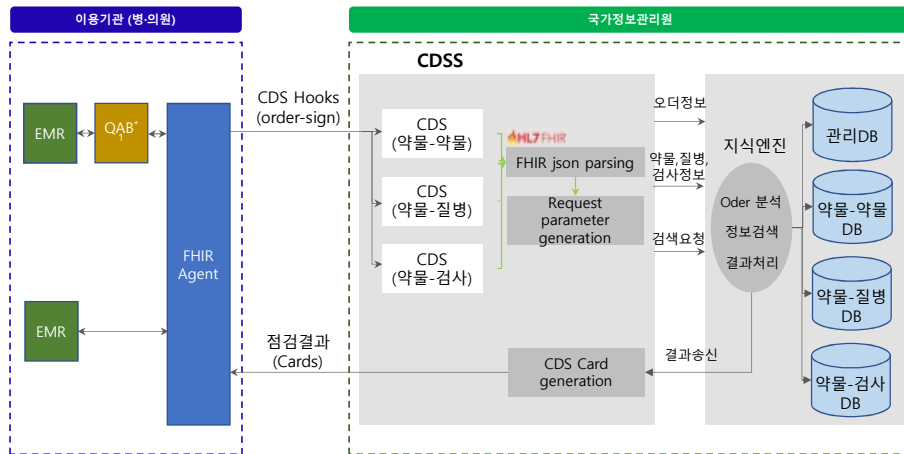 이용기관 (병·의원)
국가정보관리원
CDSS
EMR
QAB*
1
FHIR
Agent
EMR
CDS Hooks
(order-sign)
점검결과
(Cards)
CDS
(약물-약물)
CDS
(약물-질병)
CDS
(약물-검사)
HL7 FHIR
FHIR json parsing
Request
parameter
generation
CDS Card
generation
오더정보
약물,질병,
검사정보
검색요청
결과송신
지식엔진
Oder 분석
정보검색
결과처리
관리DB
약물-약물
DB
약물-질병
DB
약물-검사
DB